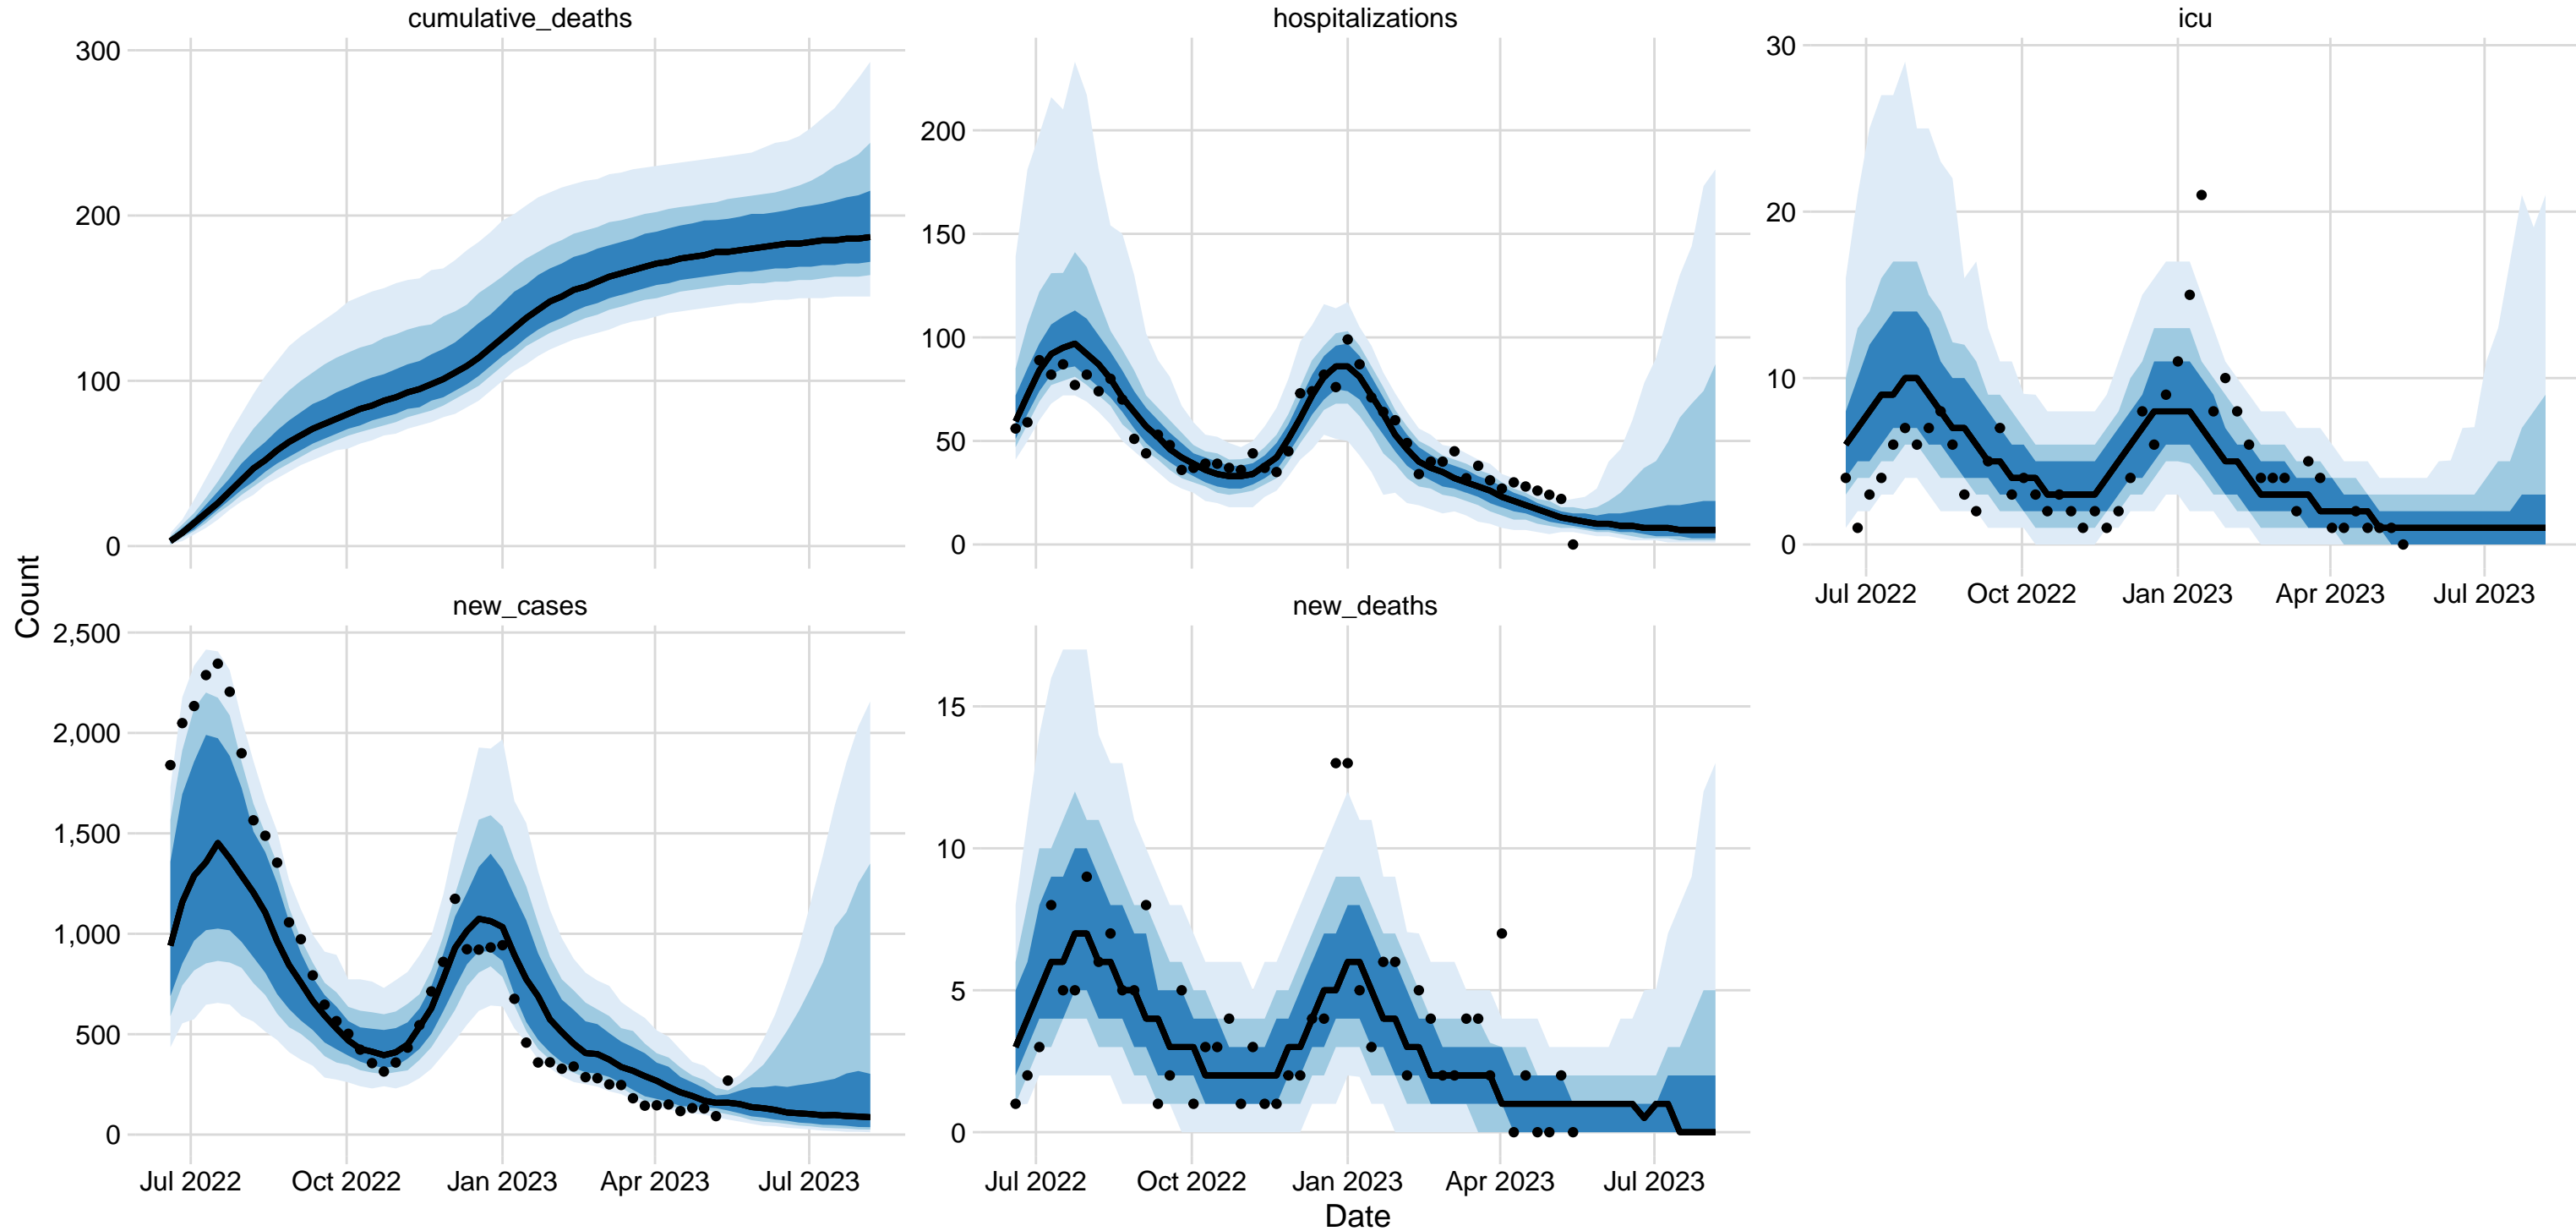 cumulative_deaths
hospitalizations
icu
300
200
100
0
200
150
100
50
0
30
20
10
0
Jul 2022
Oct 2022
Jan 2023
Apr 2023
Jul 2023
Count
new_cases
new_deaths
2,500
2,000
1,500
1,000
500
0
15
10
5
0
Jul 2022
Oct 2022
Jan 2023
Apr 2023
Jul 2023
Jul 2022
Oct 2022
Jan 2023
Apr 2023
Jul 2023
Date